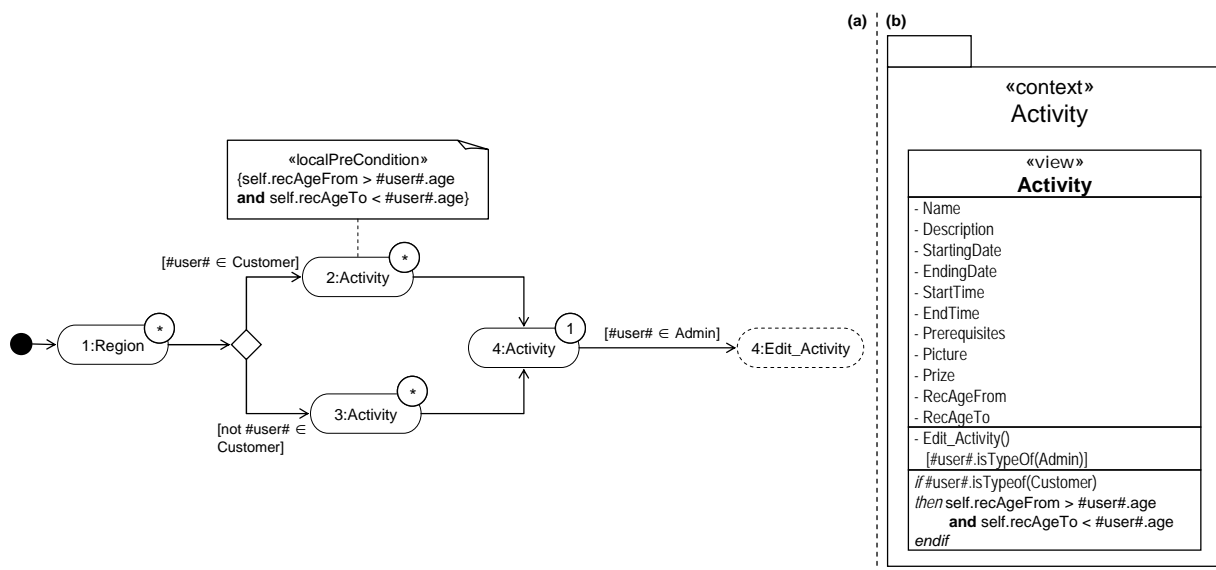 (a)
«localPreCondition»
{self.recAgeFrom > #user#.age
and self.recAgeTo < #user#.age}
[#user# ∈ Customer]
*
2:Activity
*
1:Region
1
4:Activity
[#user# ∈ Admin]
4:Edit_Activity
*
3:Activity
[not #user# ∈
Customer]
(b)
«context»
Activity
«view»
Activity
- Name
- Description
- StartingDate
- EndingDate
- StartTime
- EndTime
- Prerequisites
- Picture
- Prize
- RecAgeFrom
- RecAgeTo
- Edit_Activity()
[#user#.isTypeOf(Admin)]
if #user#.isTypeof(Customer)
then self.recAgeFrom > #user#.age
and self.recAgeTo < #user#.age
endif